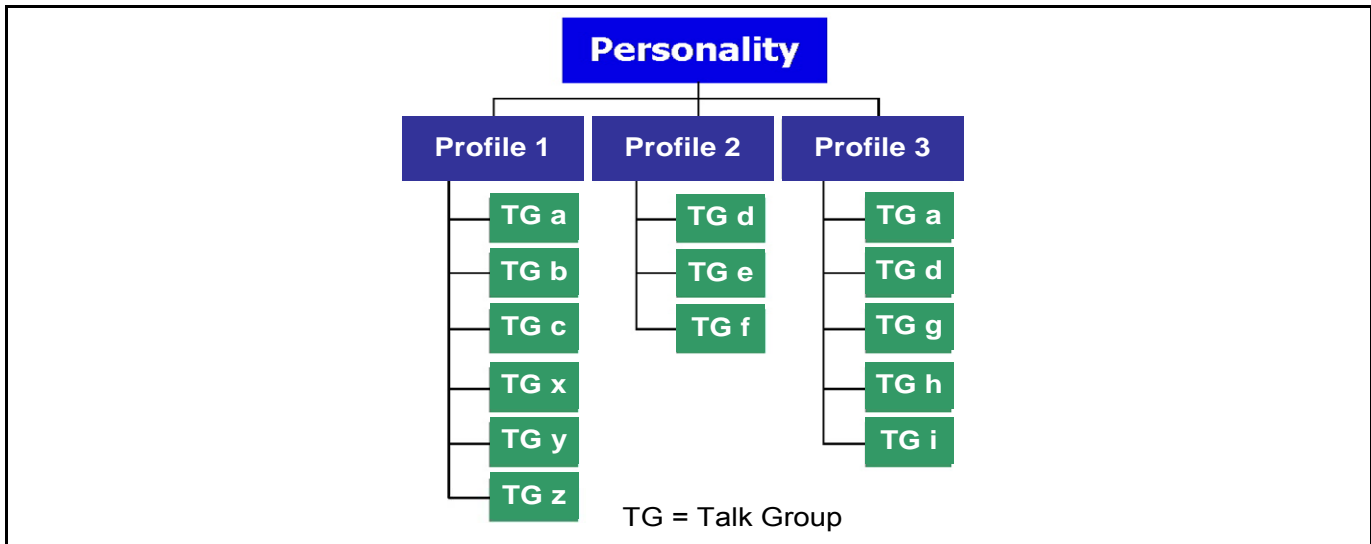 Personality
Profile 1
Profile 2
Profile 3
TG a
TG b
TG c
TG x
TG y
TG z
TG d
TG e
TG f
TG a
TG d
TG g
TG h
TG i
TG = Talk Group